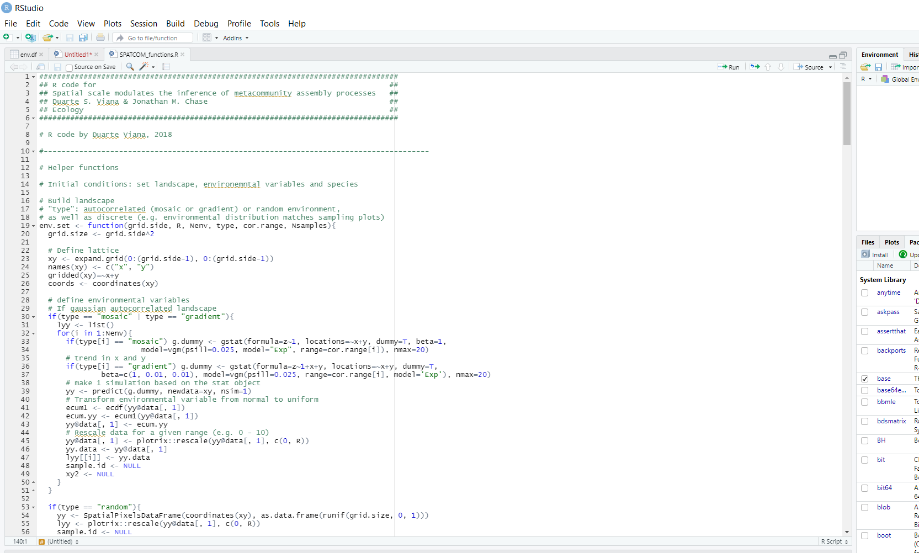 RStudio
File Edit Code View Plots Session Build Debug Profile Tools Help
Go to file/function Addins
env.df × Untitled1* × SPATCOM_functions.R ×
Source on Save Run Source
1 ################################################################################
2 ## R code for ##
3 ## Spatial scale modulates the inference of metacommunity assembly processes ##
4 ## Duarte S. Viana & Jonathan M. Chase ##
5 ## Ecology ##
6 ################################################################################
7
8 # R code by Duarte Viana, 2018
9
10 #-------------------------------------------------------------------------------------
11
12 # Helper functions
13
14 # Initial conditions: set landscape, environemntal variables and species
15
16 # Build landscape
17 # "type": autocorrelated (mosaic or gradient) or random environment,
18 # as well as discrete (e.g. environmental distribution matches sampling plots)
19 env.set <- function(grid.side, R, Nenv, type, cor.range, Nsamples){
20 grid.size <- grid.side^2
21
22 # Define lattice
23 xy <- expand.grid(0:(grid.side-1), 0:(grid.side-1))
24 names(xy) <- c("x", "y")
25 gridded(xy)=~x+y
26 coords <- coordinates(xy)
27
28 # define environmental variables
29 # If gaussian autocorrelated landscape
30 if(type == "mosaic" | type == "gradient"){
31 lyy <- list()
32 for(i in 1:Nenv){
33 if(type[i] == "mosaic") g.dummy <- gstat(formula=z~1, locations=~x+y, dummy=T, beta=1,
34 model=vgm(psill=0.025, model="Exp", range=cor.range[i]), nmax=20)
35 # trend in x and y
36 if(type[i] == "gradient") g.dummy <- gstat(formula=z~1+x+y, locations=~x+y, dummy=T,
37 beta=c(1, 0.01, 0.01), model=vgm(psill=0.025, range=cor.range[i], model='Exp'), nmax=20)
38 # make 1 simulation based on the stat object
39 yy <- predict(g.dummy, newdata=xy, nsim=1)
40 # Transform environmental variable from normal to uniform
41 ecum1 <- ecdf(yy@data[, 1])
42 ecum.yy <- ecum1(yy@data[, 1])
43 yy@data[, 1] <- ecum.yy
44 # Rescale data for a given range (e.g. 0 - 10)
45 yy@data[, 1] <- plotrix::rescale(yy@data[, 1], c(0, R))
46 yy.data <- yy@data[, 1]
47 lyy[[i]] <- yy.data
48 sample.id <- NULL
49 xy2 <- NULL
50 }
51 }
52
53 if(type == "random"){
54 yy <- SpatialPixelsDataFrame(coordinates(xy), as.data.frame(runif(grid.size, 0, 1)))
55 lyy <- plotrix::rescale(yy@data[, 1], c(0, R))
56 sample.id <- NULL
140:1 (Untitled) R Script
Environment His
Impor
R Global En
Files Plots Pac
Install Up
Name D
System Library
anytime A
askpass S
assertthat E
backports R
base Th
base64e... To
bbmle To
bdsmatrix
BH B
bit
bit64 A
blob A
boot B